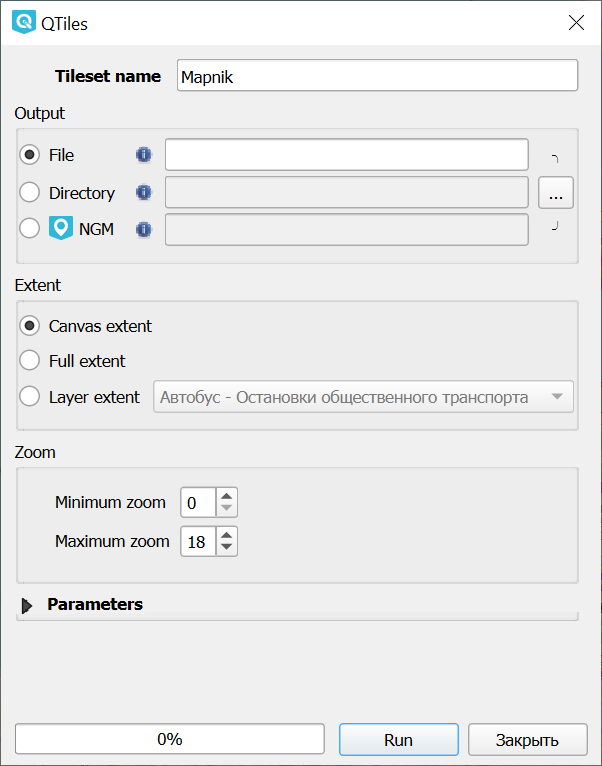 QTiles
Tileset name Mapnik
Output
File
Directory ...
NGM
Extent
Canvas extent
Full extent
Layer extent Автобус - Остановки общественного транспорта
Zoom
Minimum zoom 0
Maximum zoom 18
Parameters
0% Run Закрыть